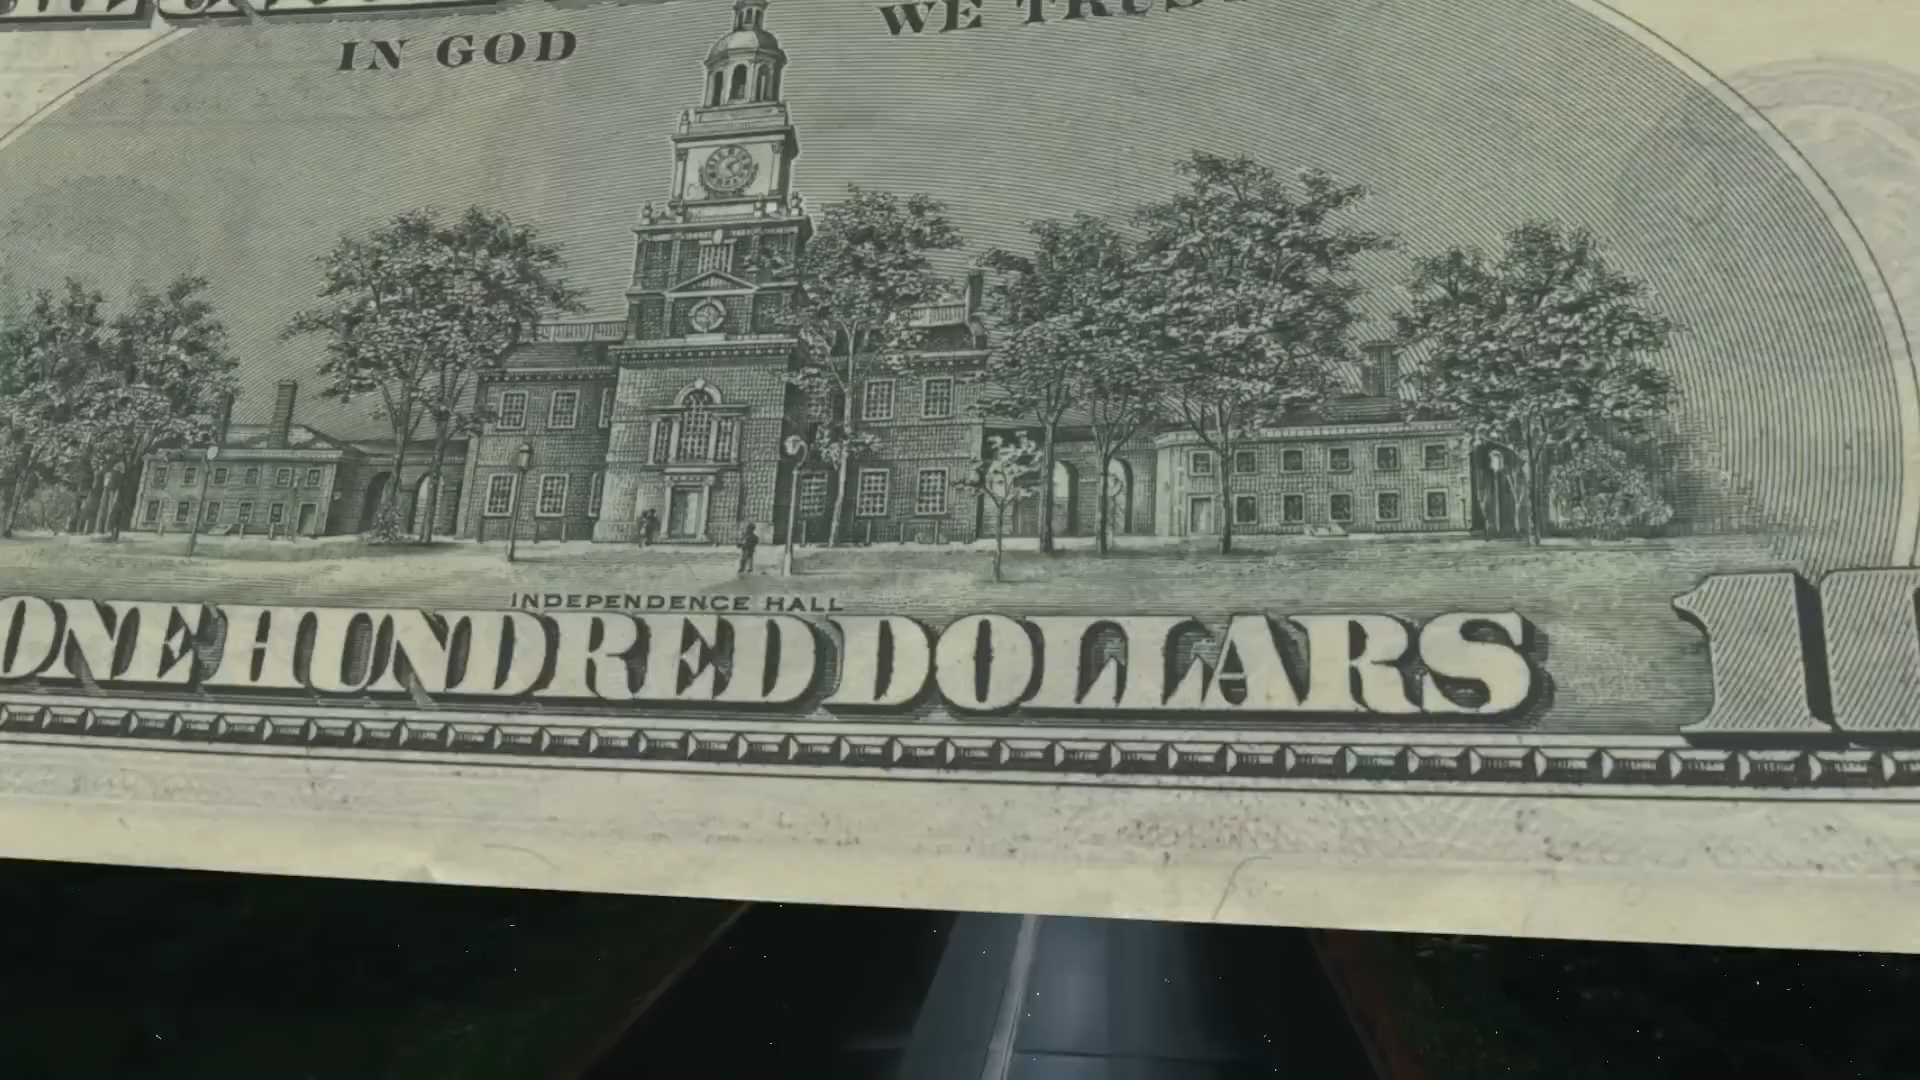 IN GOD WE TRUST
INDEPENDENCE HALL
ONE HUNDRED DOLLARS